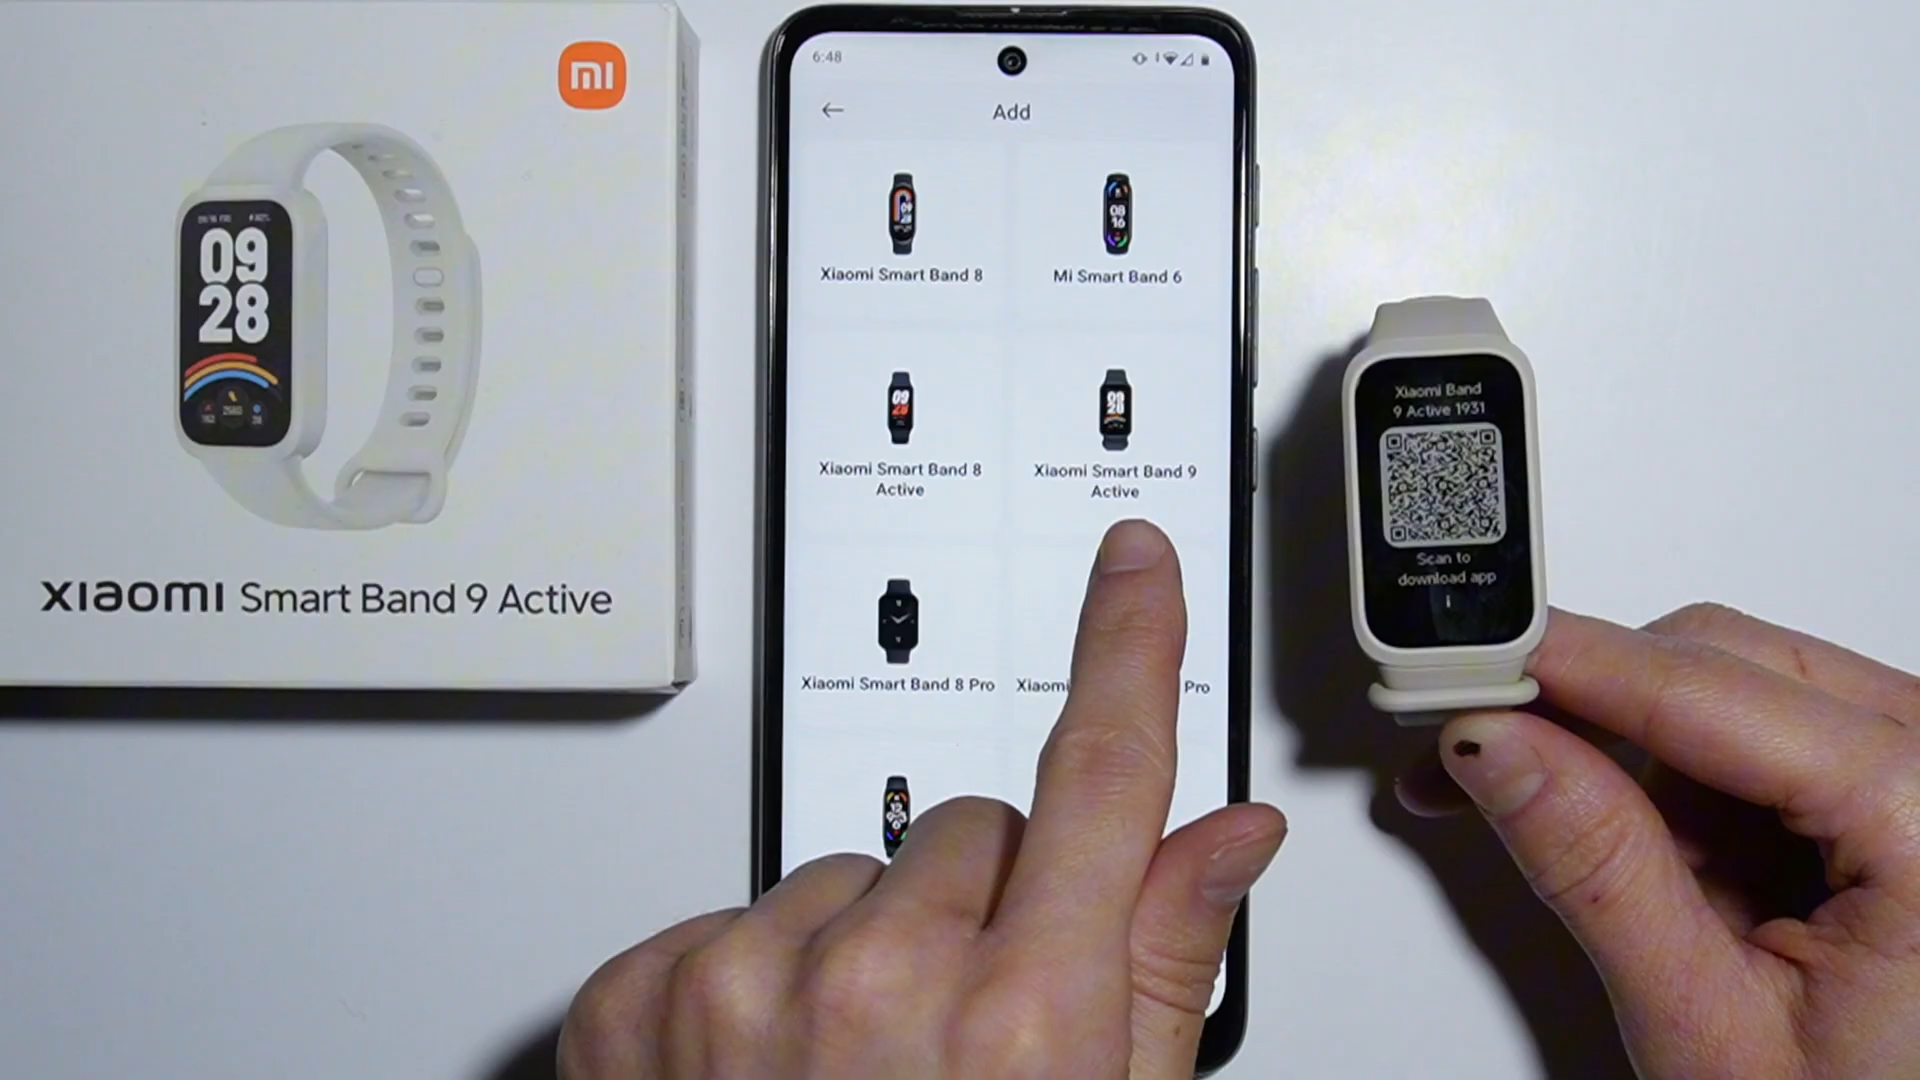 mi
09
28
xiaomi Smart Band 9 Active
6:48
Add
Xiaomi Smart Band 8
Mi Smart Band 6
Xiaomi Smart Band 8
Active
Xiaomi Smart Band 9
Active
Xiaomi Smart Band 8 Pro
Xiaomi
Pro
Xiaomi Band
9 Active 1931
Scan to
download app